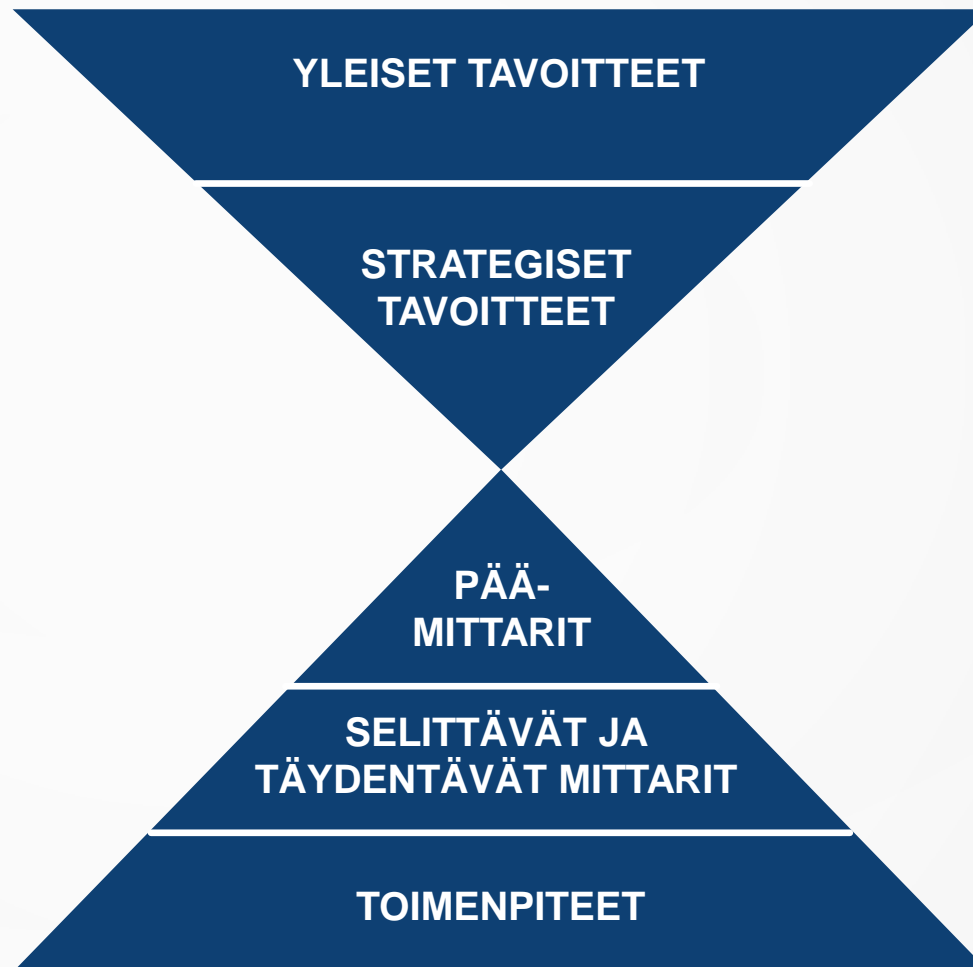 YLEISET TAVOITTEET
STRATEGISET
TAVOITTEET
PÄÄ-
MITTARIT
SELITTÄVÄT JA
TÄYDENTÄVÄT MITTARIT
TOIMENPITEET